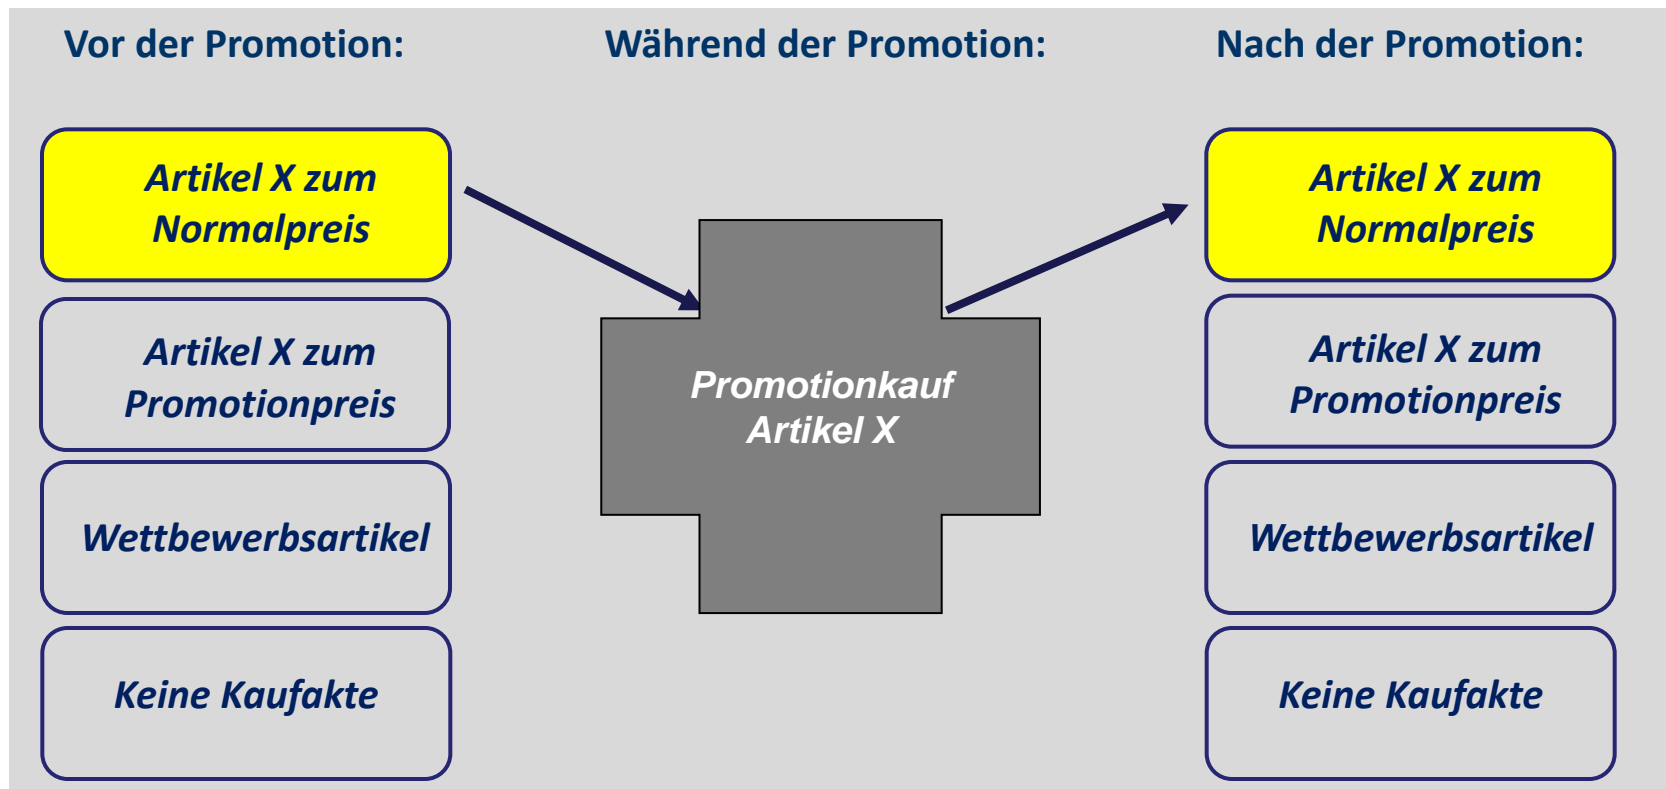 Vor der Promotion:
Während der Promotion:
Nach der Promotion:
Artikel X zum
Normalpreis
Artikel X zum
Promotionpreis
Wettbewerbsartikel
Keine Kaufakte
Promotionkauf
Artikel X
Artikel X zum
Normalpreis
Artikel X zum
Promotionpreis
Wettbewerbsartikel
Keine Kaufakte